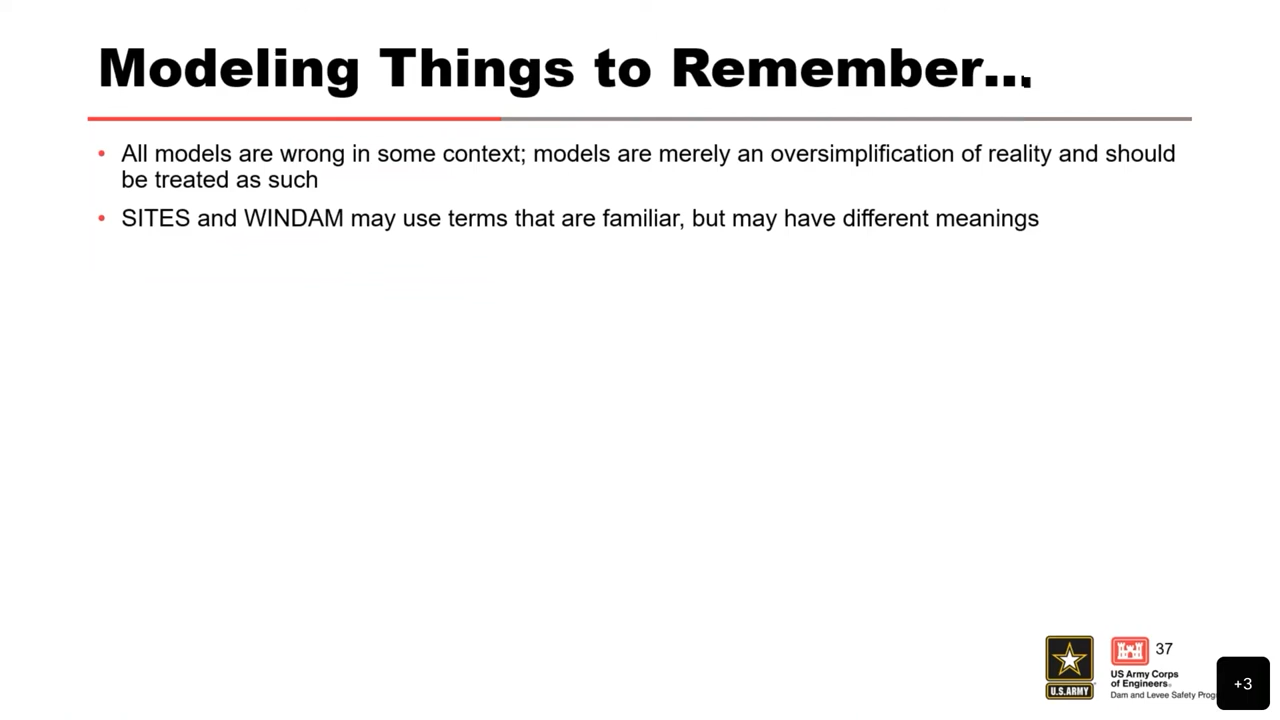 Modeling Things to Remember…
• All models are wrong in some context; models are merely an oversimplification of reality and should
be treated as such
• SITES and WINDAM may use terms that are familiar, but may have different meanings
37
U.S.ARMY
US Army Corps
of Engineers®
Dam and Levee Safety Prog
+3